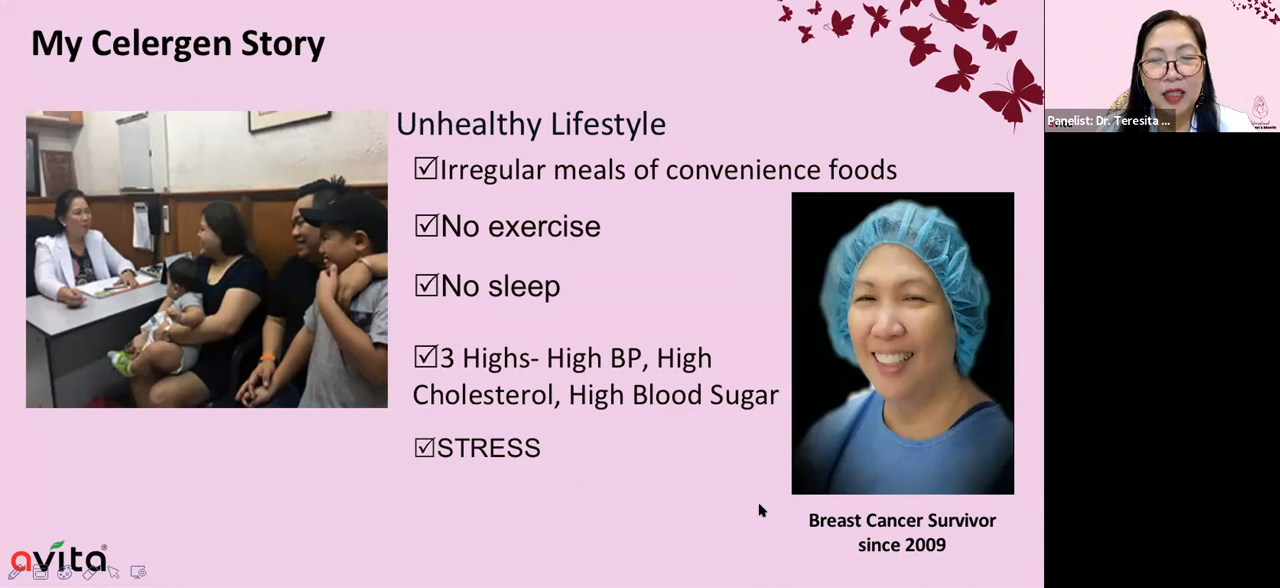 My Celergen Story
Unhealthy Lifestyle
☑Irregular meals of convenience foods
☑No exercise
☑No sleep
☑3 Highs- High BP, High
Cholesterol, High Blood Sugar
☑STRESS
Breast Cancer Survivor
since 2009
avita®
Panelist: Dr. Teresita ...